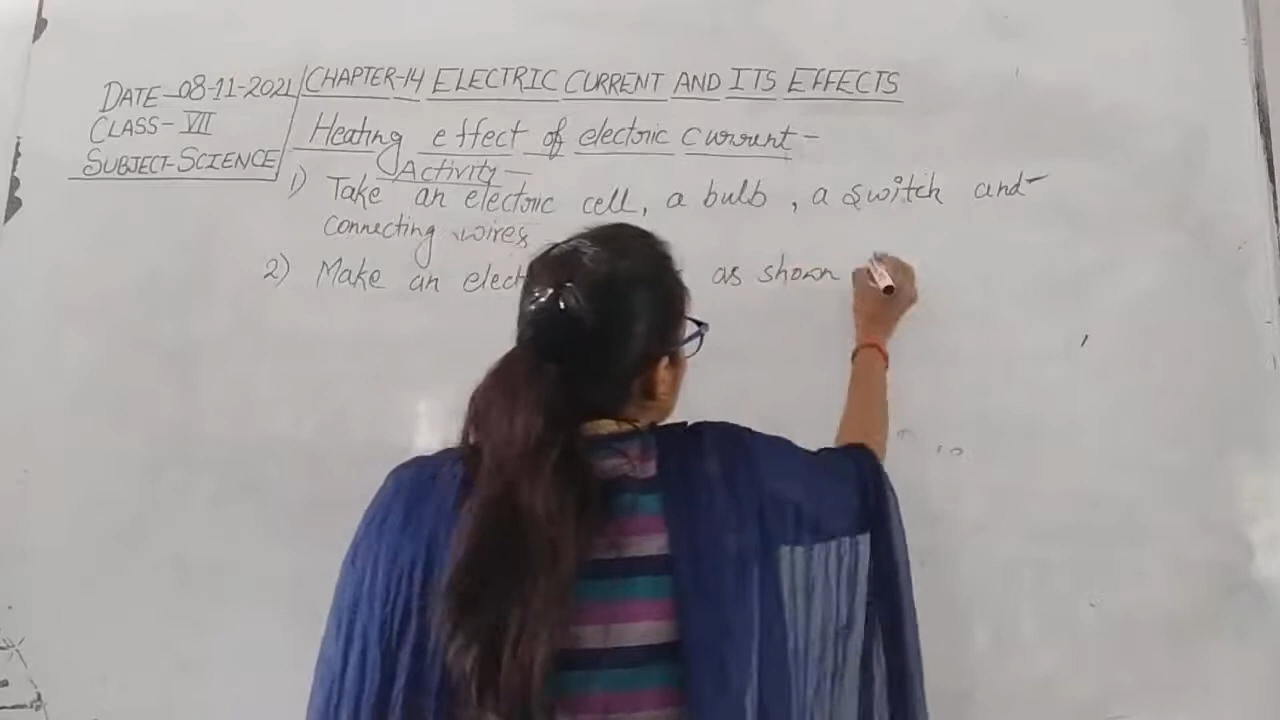 DATE-08-11-2021
CLASS-VII
SUBJECT-SCIENCE
CHAPTER-14 ELECTRIC CURRENT AND ITS EFFECTS
Heating effect of electric current-
Activity-
1) Take an electric cell, a bulb, a switch and-
connecting wires
2) Make an elect as shown